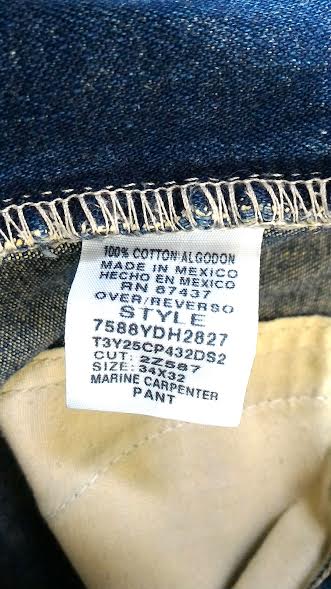 100% COTTON/ALGODON
MADE IN MEXICO
HECHO EN MEXICO
RN 67437
OVER/REVERSO
STYLE
7588YDH2827
T3Y25CP432DS2
CUT: 2Z587
SIZE: 34X32
MARINE CARPENTER
PANT